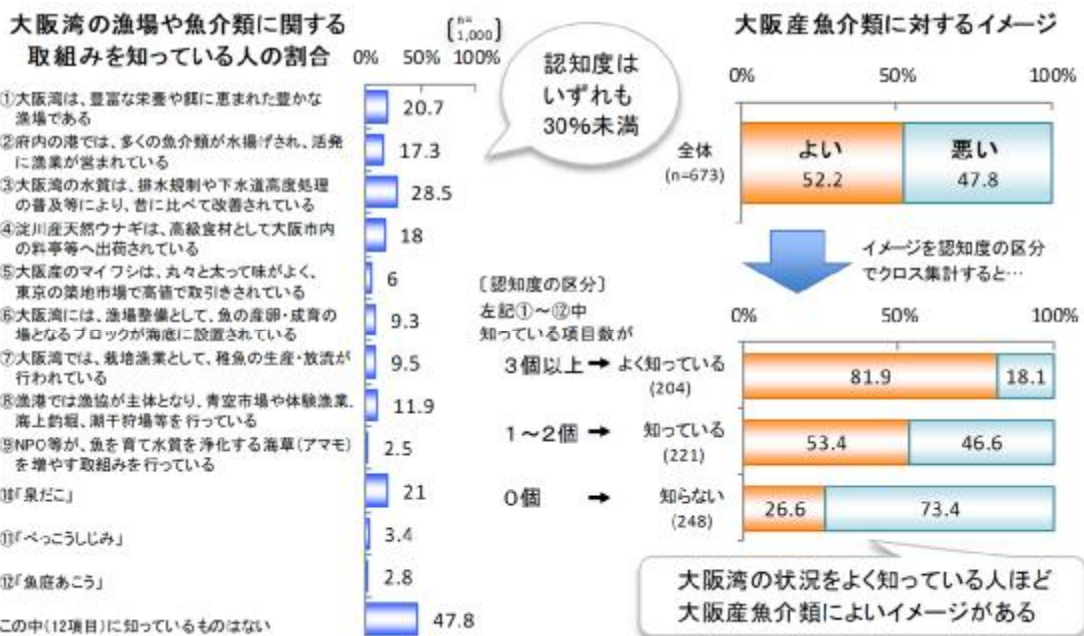 大阪湾の漁場や魚介類に関する
取組みを知っている人の割合
n=
1,000
0% 50% 100%
①大阪湾は、豊富な栄養や餌に恵まれた豊かな
漁場である
20.7
②府内の港では、多くの魚介類が水揚げされ、活発
に漁業が営まれている
17.3
③大阪湾の水質は、排水規制や下水道高度処理
の普及等により、昔に比べて改善されている
28.5
④淀川産天然ウナギは、高級食材として大阪市内
の料亭等へ出荷されている
18
⑤大阪産のマイワシは、丸々と太って味がよく、
東京の築地市場で高値で取引きされている
6
⑥大阪湾には、漁場整備として、魚の産卵・成育の
場となるブロックが海底に設置されている
9.3
⑦大阪湾では、栽培漁業として、稚魚の生産・放流が
行われている
9.5
⑧漁港では漁協が主体となり、青空市場や体験漁業、
海上釣堀、潮干狩場等を行っている
11.9
⑨NPO等が、魚を育て水質を浄化する海草(アマモ)
を増やす取組みを行っている
2.5
⑩「泉だこ」
21
⑪「べっこうしじみ」
3.4
⑫「魚庭あこう」
2.8
この中(12項目)に知っているものはない
47.8
認知度は
いずれも
30%未満
大阪産魚介類に対するイメージ
0% 50% 100%
全体
(n=673)
よい 悪い
52.2 47.8
イメージを認知度の区分
でクロス集計すると…
〔認知度の区分〕
左記①~⑫中
知っている項目数が
0% 50% 100%
3個以上 → よく知っている
(204)
81.9 18.1
1~2個 → 知っている
(221)
53.4 46.6
0個 → 知らない
(248)
26.6 73.4
大阪湾の状況をよく知っている人ほど
大阪産魚介類によいイメージがある